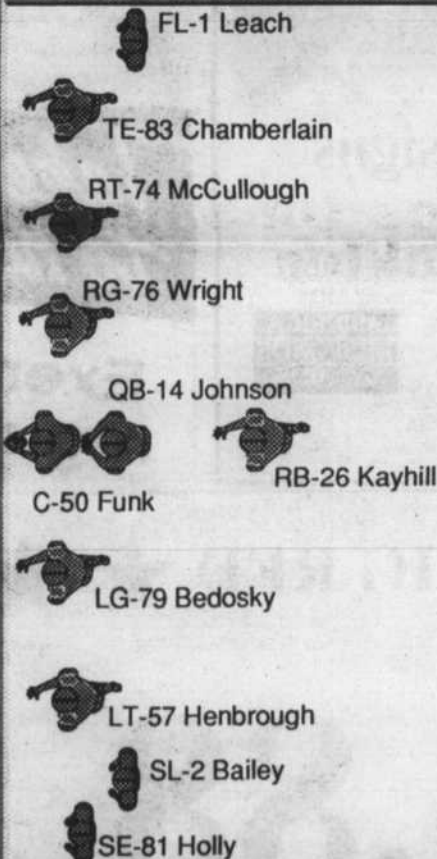 FL-1 Leach
TE-83 Chamberlain
RT-74 McCullough
RG-76 Wright
QB-14 Johnson
RB-26 Kayhill
C-50 Funk
LG-79 Bedosky
LT-57 Henbrough
SL-2 Bailey
SE-81 Holly